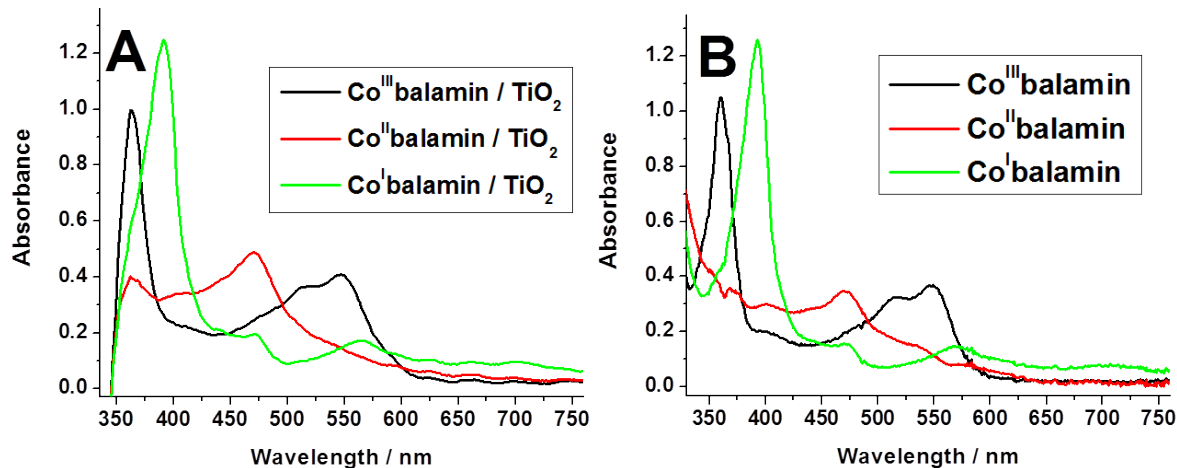 A
Co^III balamin / TiO₂
Co^II balamin / TiO₂
Co^I balamin / TiO₂
Absorbance
1.2
1.0
0.8
0.6
0.4
0.2
0.0
350 400 450 500 550 600 650 700 750
Wavelength / nm
B
Co^III balamin
Co^II balamin
Co^I balamin
Absorbance
1.2
1.0
0.8
0.6
0.4
0.2
0.0
350 400 450 500 550 600 650 700 750
Wavelength / nm